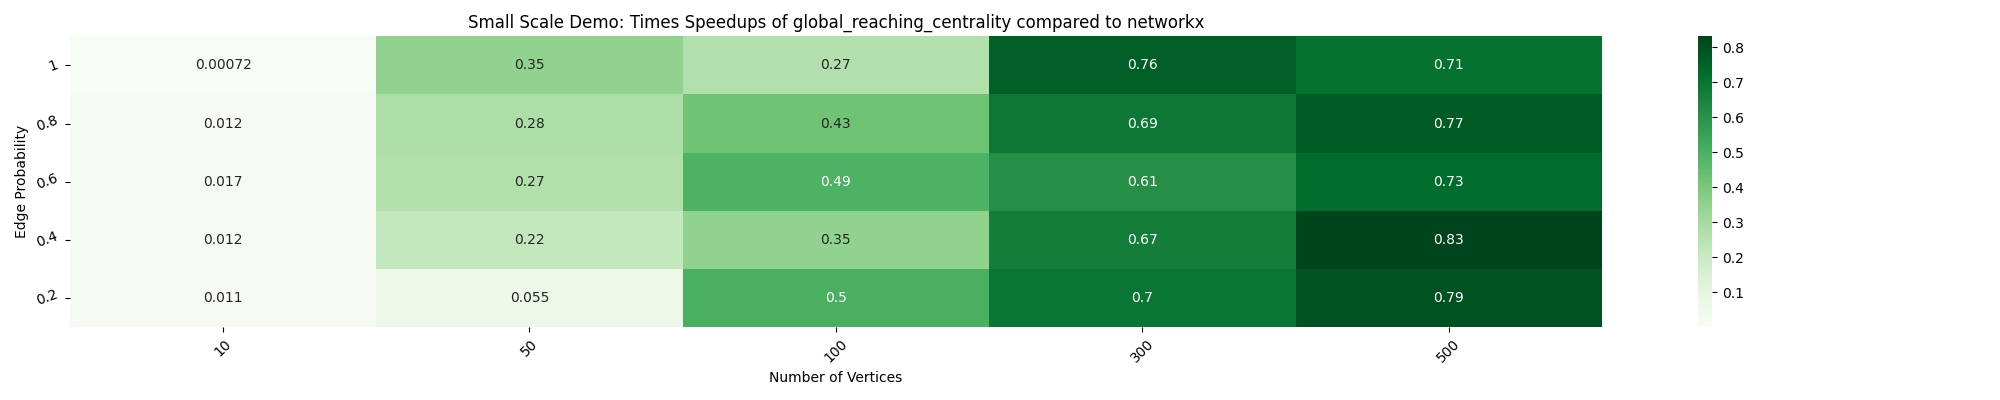 Small Scale Demo: Times Speedups of global_reaching_centrality compared to networkx
Edge Probability
1 0.00072 0.35 0.27 0.76 0.71
0.8 0.012 0.28 0.43 0.69 0.77
0.6 0.017 0.27 0.49 0.61 0.73
0.4 0.012 0.22 0.35 0.67 0.83
0.2 0.011 0.055 0.5 0.7 0.79
10 50 100 300 500
Number of Vertices
0.8
0.7
0.6
0.5
0.4
0.3
0.2
0.1